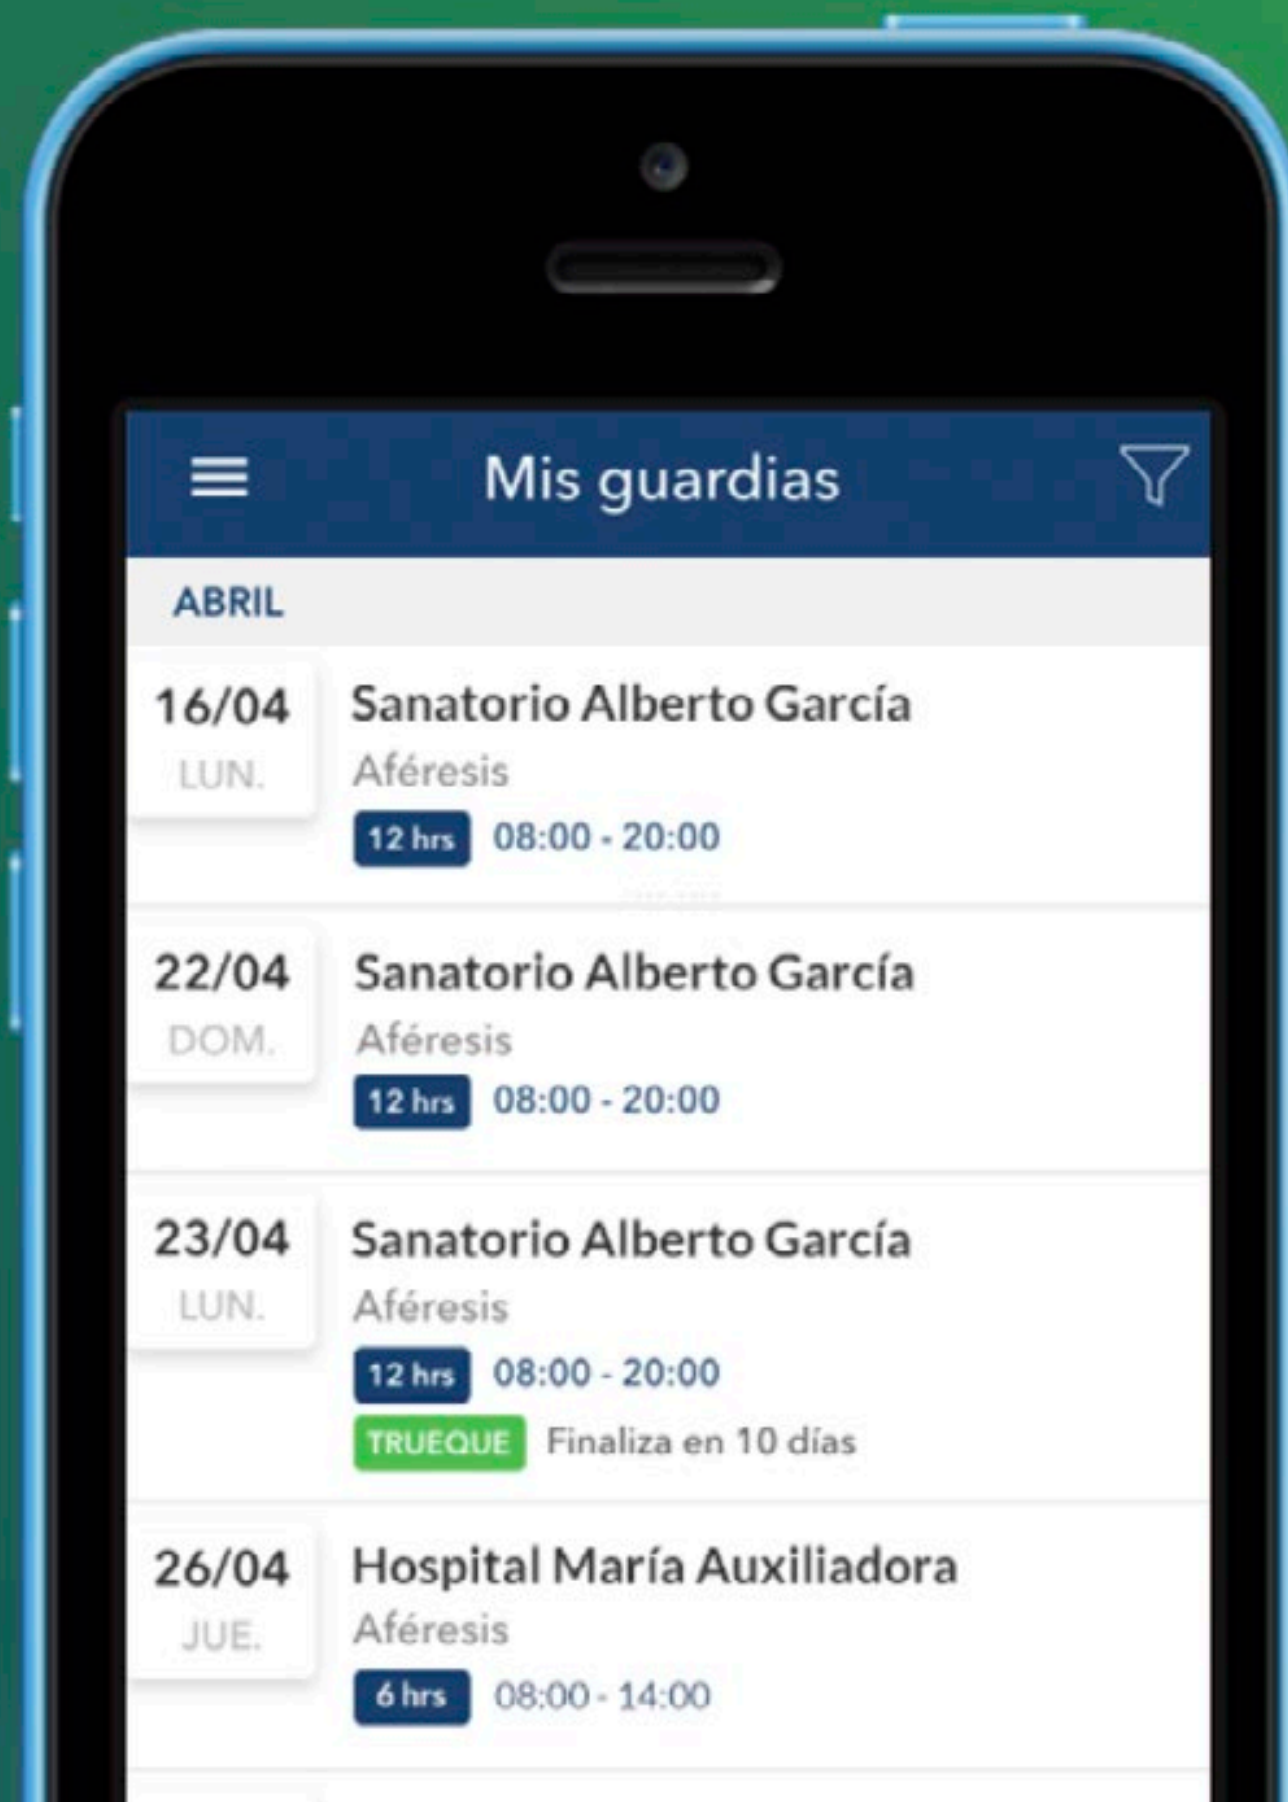 Mis guardias
ABRIL
16/04
LUN.
Sanatorio Alberto García
Aféresis
12 hrs 08:00 - 20:00
22/04
DOM.
Sanatorio Alberto García
Aféresis
12 hrs 08:00 - 20:00
23/04
LUN.
Sanatorio Alberto García
Aféresis
12 hrs 08:00 - 20:00
TRUEQUE Finaliza en 10 días
26/04
JUE.
Hospital María Auxiliadora
Aféresis
6 hrs 08:00 - 14:00